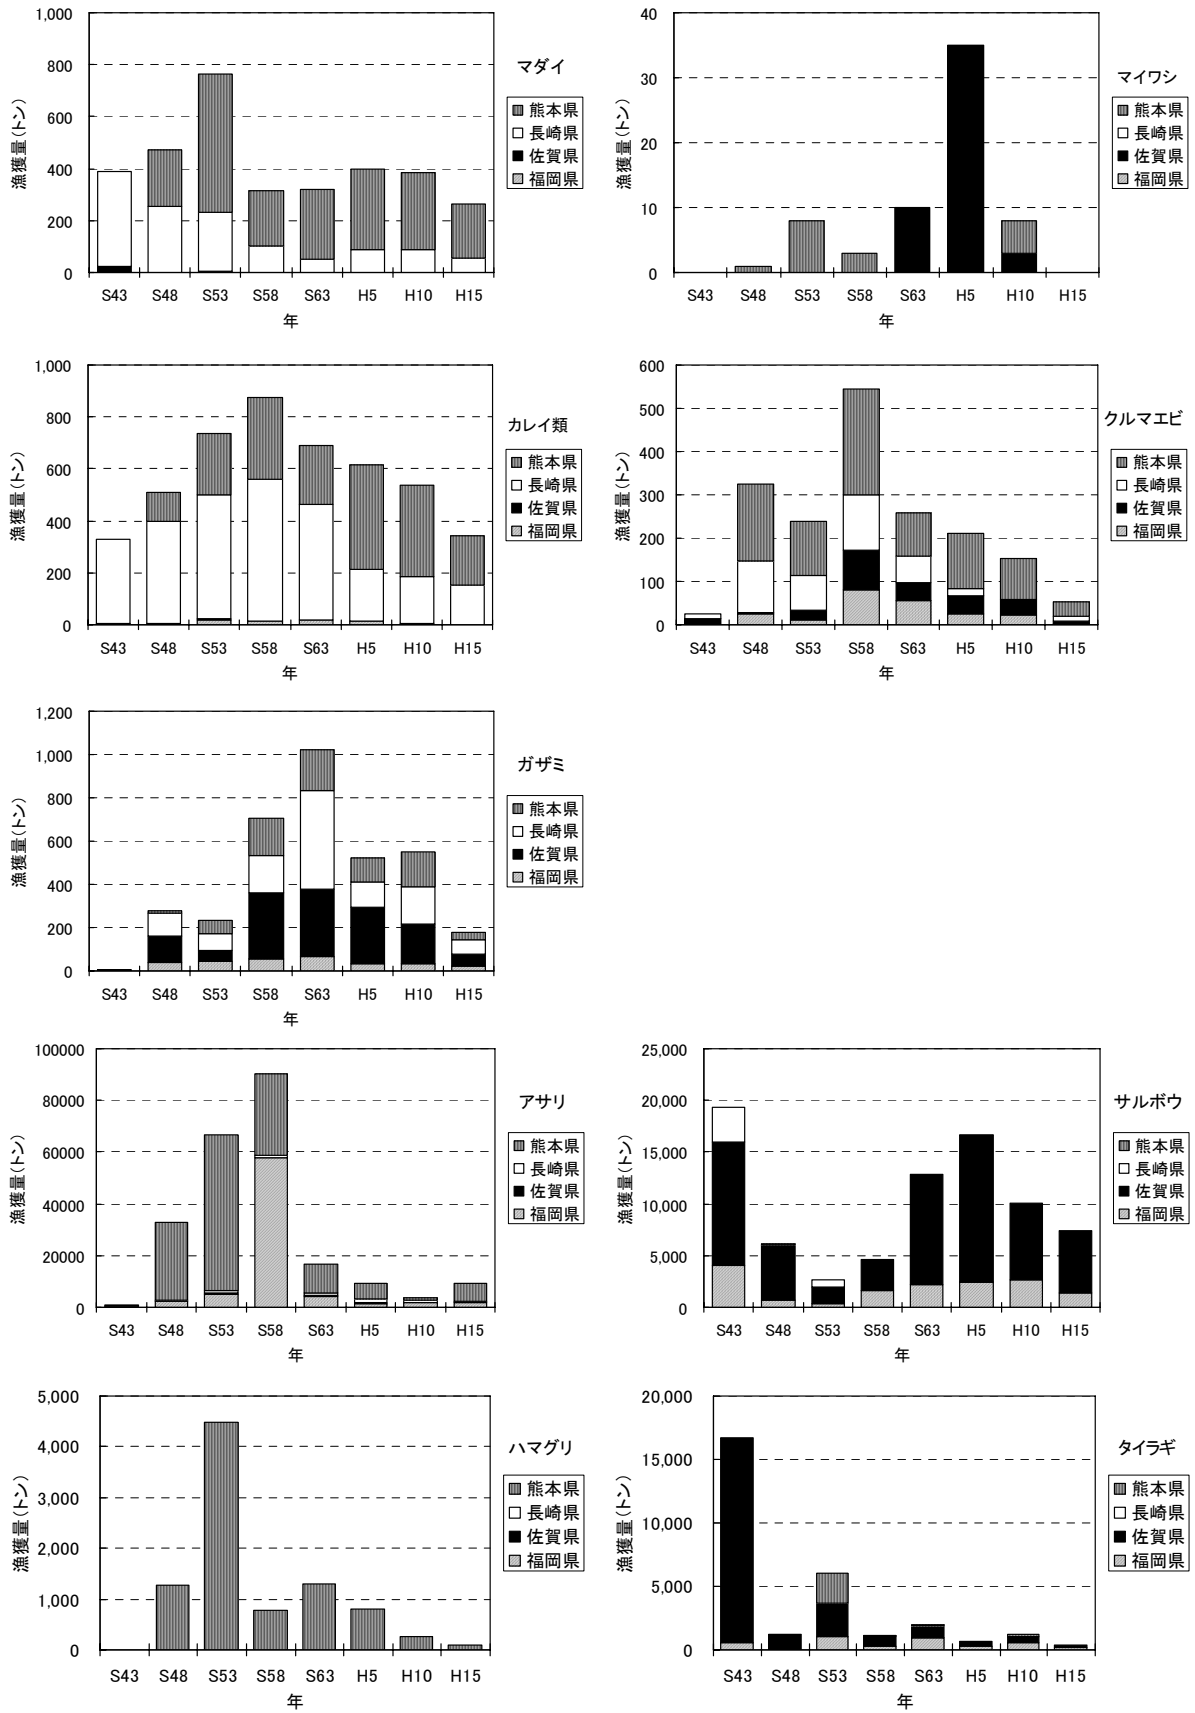 マダイ
1,000
800
600
400
200
0
漁獲量(トン)
S43 S48 S53 S58 S63 H5 H10 H15
年
熊本県
長崎県
佐賀県
福岡県
マイワシ
40
30
20
10
0
漁獲量(トン)
S43 S48 S53 S58 S63 H5 H10 H15
年
熊本県
長崎県
佐賀県
福岡県
カレイ類
1,000
800
600
400
200
0
漁獲量(トン)
S43 S48 S53 S58 S63 H5 H10 H15
年
熊本県
長崎県
佐賀県
福岡県
クルマエビ
600
500
400
300
200
100
0
漁獲量(トン)
S43 S48 S53 S58 S63 H5 H10 H15
年
熊本県
長崎県
佐賀県
福岡県
ガザミ
1,200
1,000
800
600
400
200
0
漁獲量(トン)
S43 S48 S53 S58 S63 H5 H10 H15
年
熊本県
長崎県
佐賀県
福岡県
アサリ
100000
80000
60000
40000
20000
0
漁獲量(トン)
S43 S48 S53 S58 S63 H5 H10 H15
年
熊本県
長崎県
佐賀県
福岡県
サルボウ
25,000
20,000
15,000
10,000
5,000
0
漁獲量(トン)
S43 S48 S53 S58 S63 H5 H10 H15
年
熊本県
長崎県
佐賀県
福岡県
ハマグリ
5,000
4,000
3,000
2,000
1,000
0
漁獲量(トン)
S43 S48 S53 S58 S63 H5 H10 H15
年
熊本県
長崎県
佐賀県
福岡県
タイラギ
20,000
15,000
10,000
5,000
0
漁獲量(トン)
S43 S48 S53 S58 S63 H5 H10 H15
年
熊本県
長崎県
佐賀県
福岡県